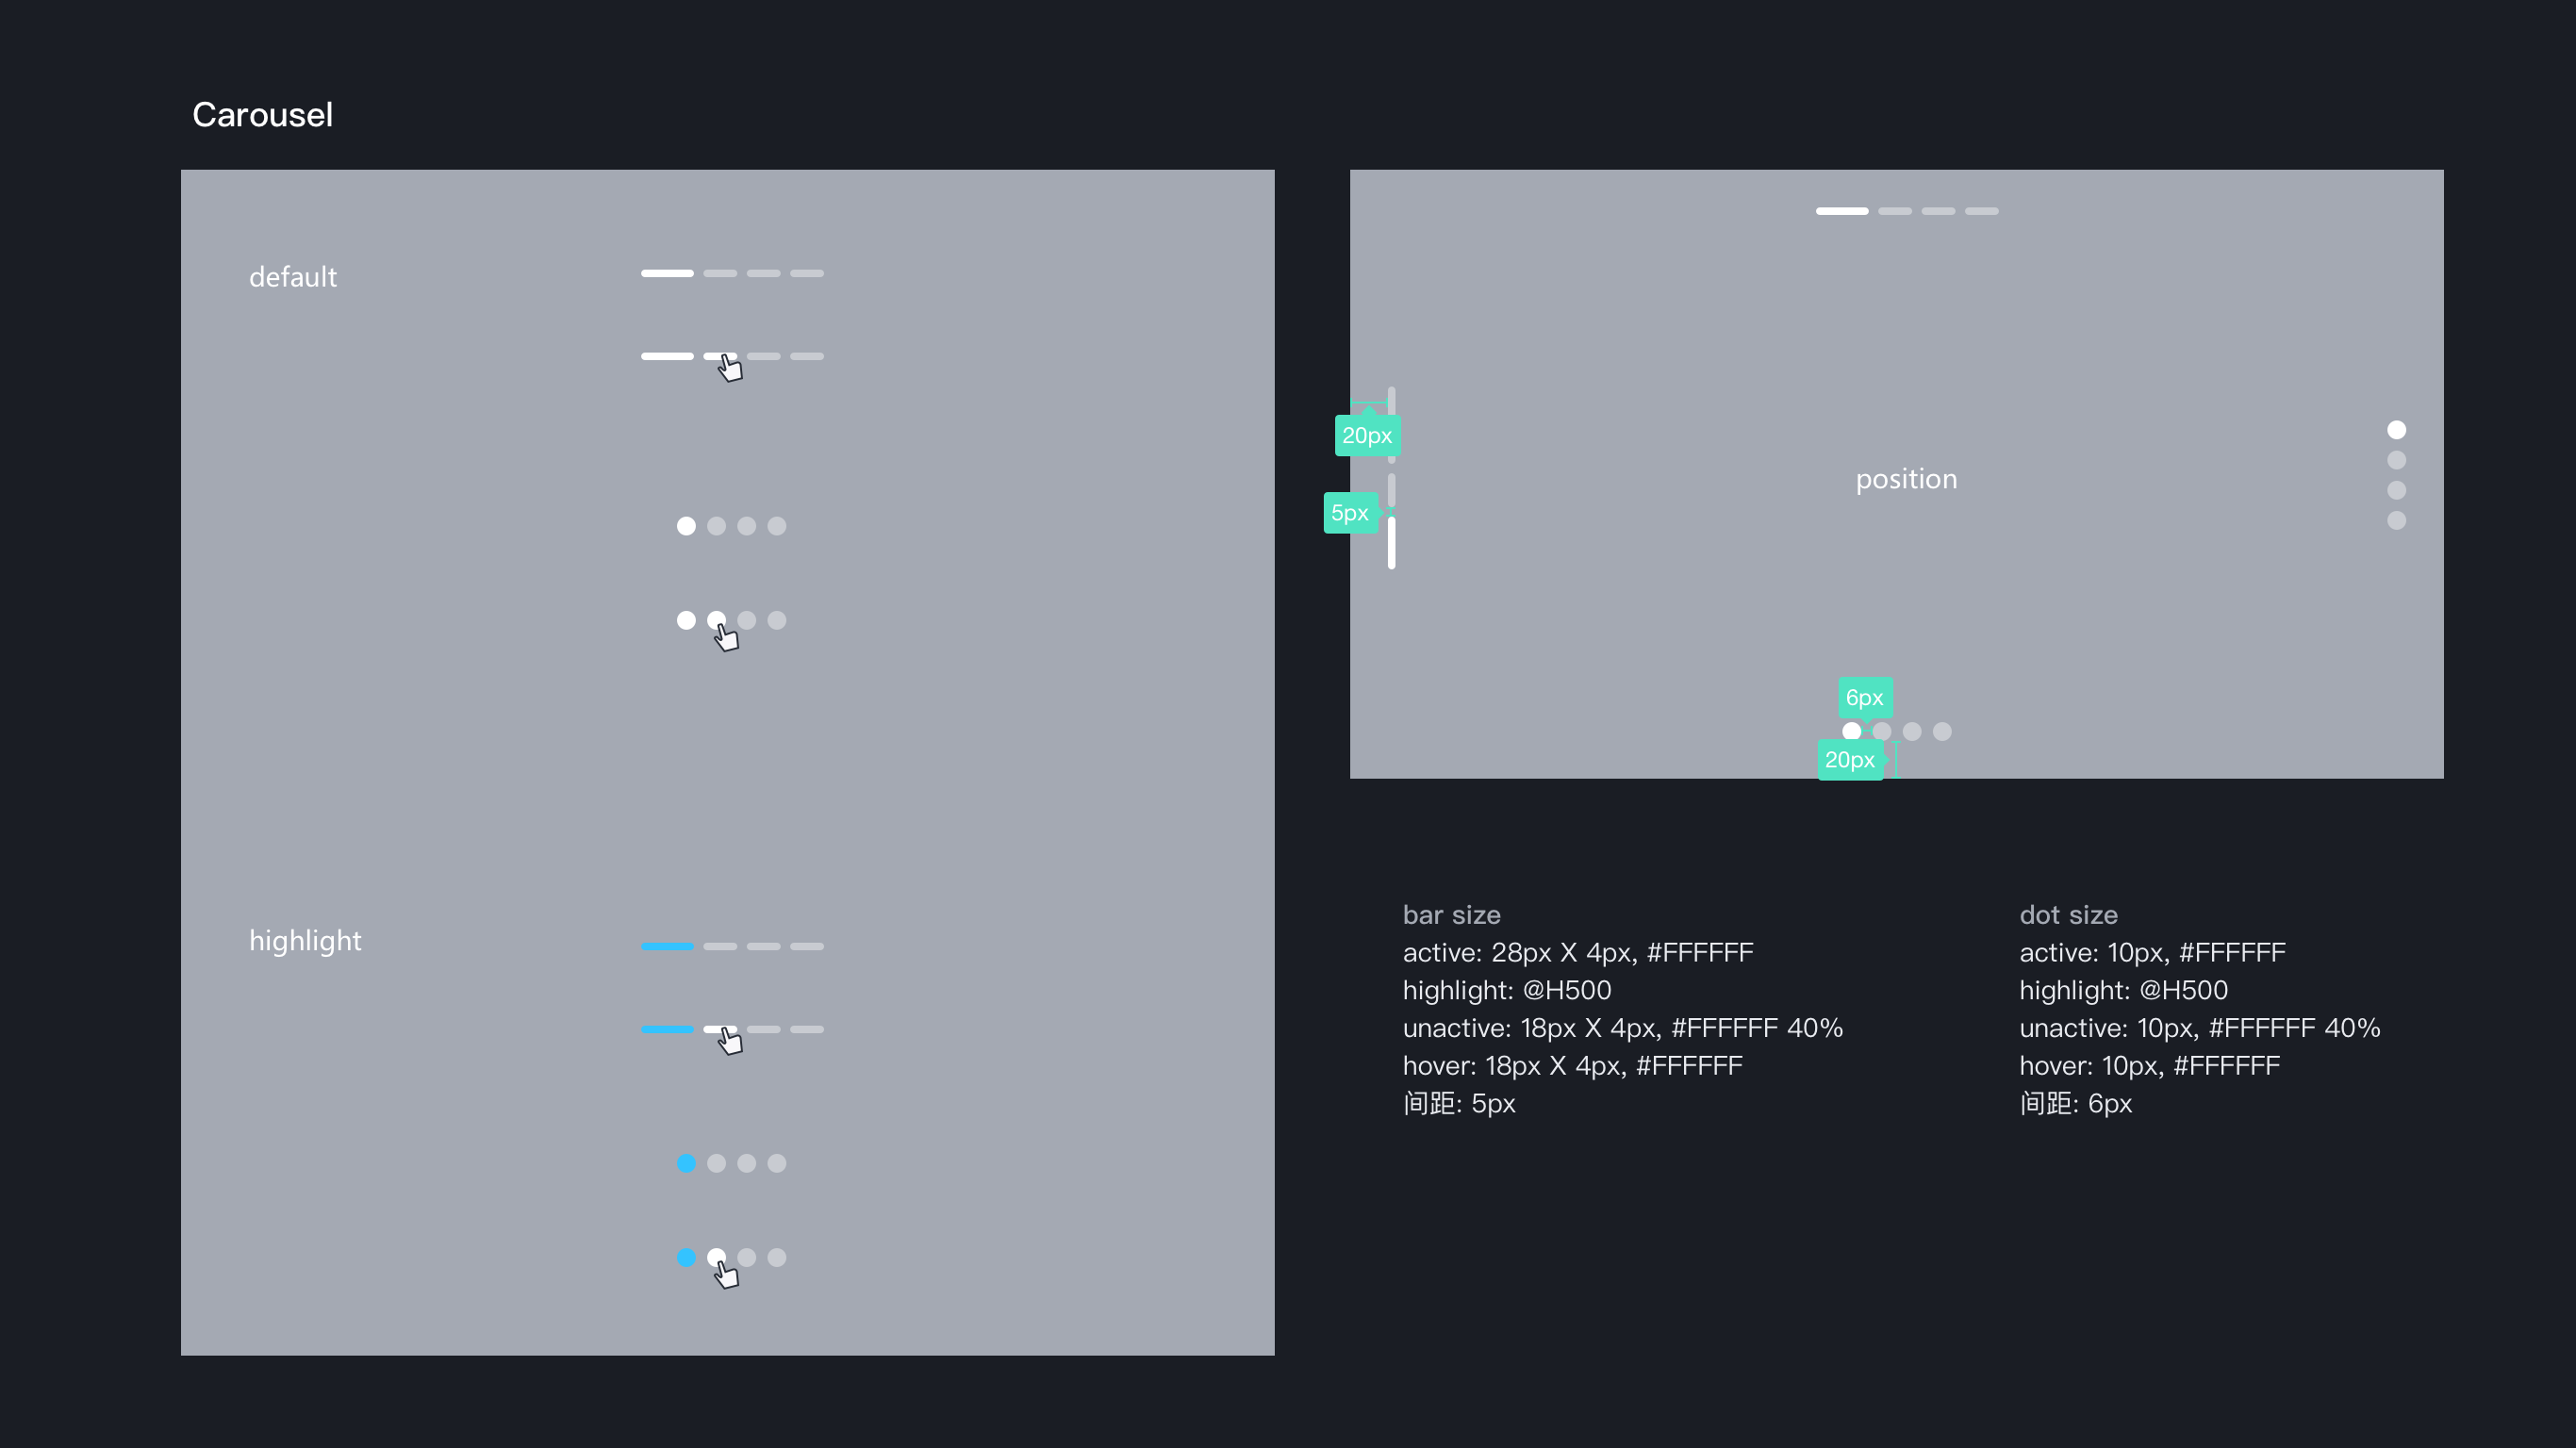 Carousel
default
highlight
20px
5px
position
6px
20px
bar size
active: 28px X 4px, #FFFFFF
highlight: @H500
unactive: 18px X 4px, #FFFFFF 40%
hover: 18px X 4px, #FFFFFF
间距: 5px
dot size
active: 10px, #FFFFFF
highlight: @H500
unactive: 10px, #FFFFFF 40%
hover: 10px, #FFFFFF
间距: 6px